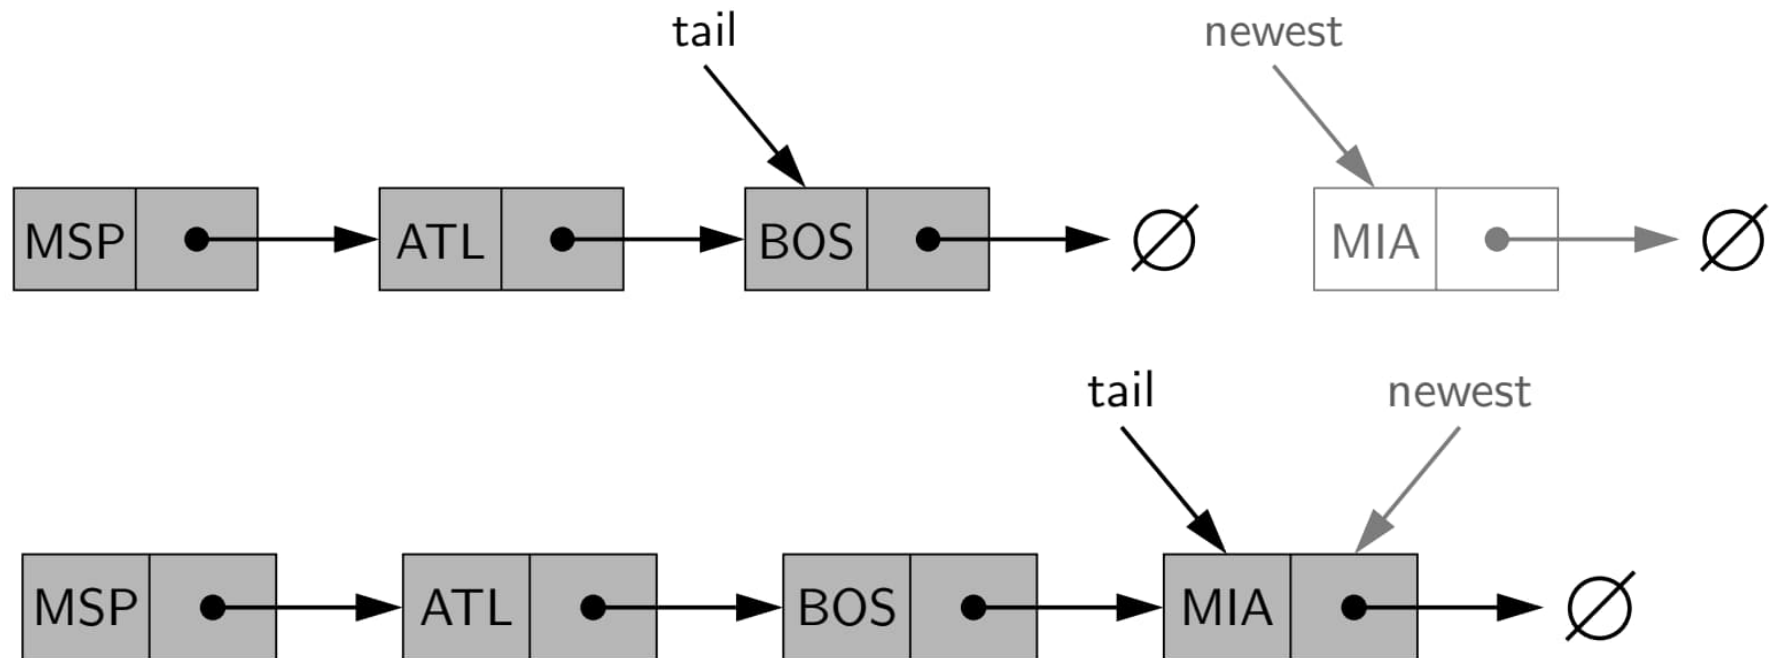 tail newest
MSP ATL BOS ∅ MIA ∅
tail newest
MSP ATL BOS MIA ∅